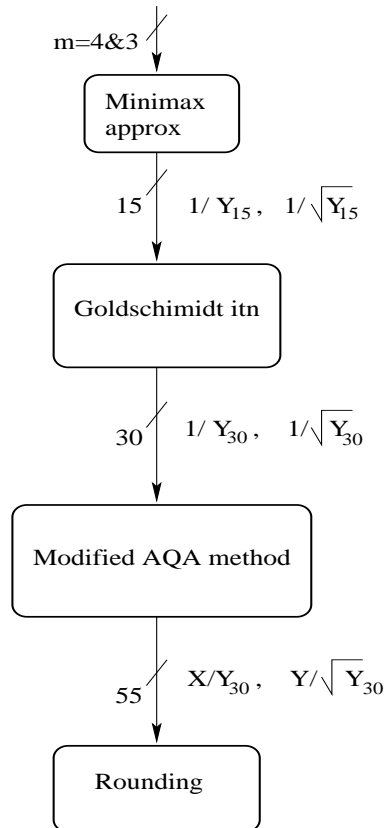 m=4&3
Minimax
approx
15 1/ Y₁₅ , 1/√Y₁₅
Goldschimidt itn
30 1/ Y₃₀ , 1/√Y₃₀
Modified AQA method
55 X/Y₃₀ , Y/√Y₃₀
Rounding